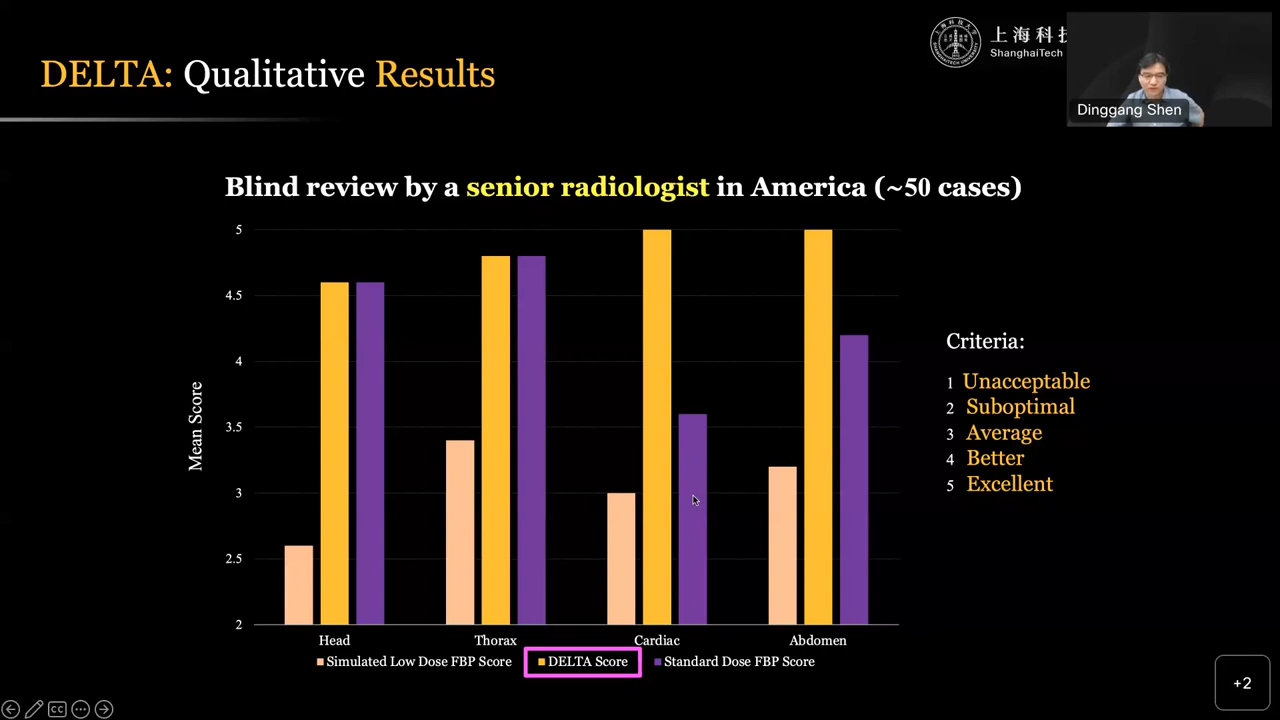 DELTA: Qualitative Results
上海科技
ShanghaiTech
Dinggang Shen
Blind review by a senior radiologist in America (~50 cases)
5
4.5
4
3.5
3
2.5
2
Mean Score
Head Thorax Cardiac Abdomen
Simulated Low Dose FBP Score DELTA Score Standard Dose FBP Score
Criteria:
1 Unacceptable
2 Suboptimal
3 Average
4 Better
5 Excellent
CC
+2